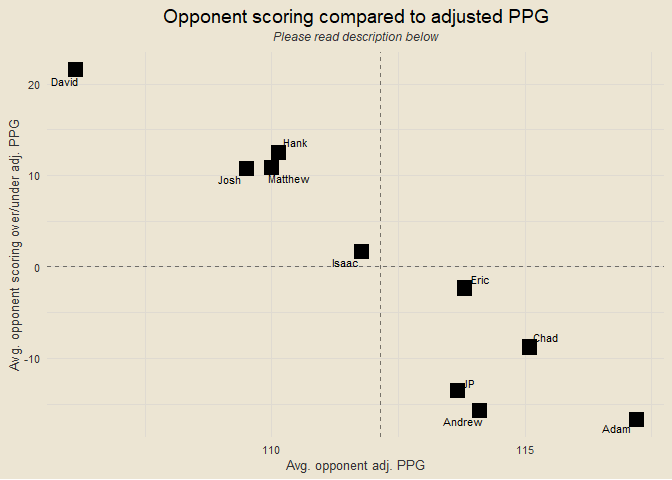 Opponent scoring compared to adjusted PPG
Please read description below
Avg. opponent scoring over/under adj. PPG
20
10
0
-10
David
Hank
Josh
Matthew
Isaac
Eric
Chad
JP
Andrew
Adam
110
115
Avg. opponent adj. PPG